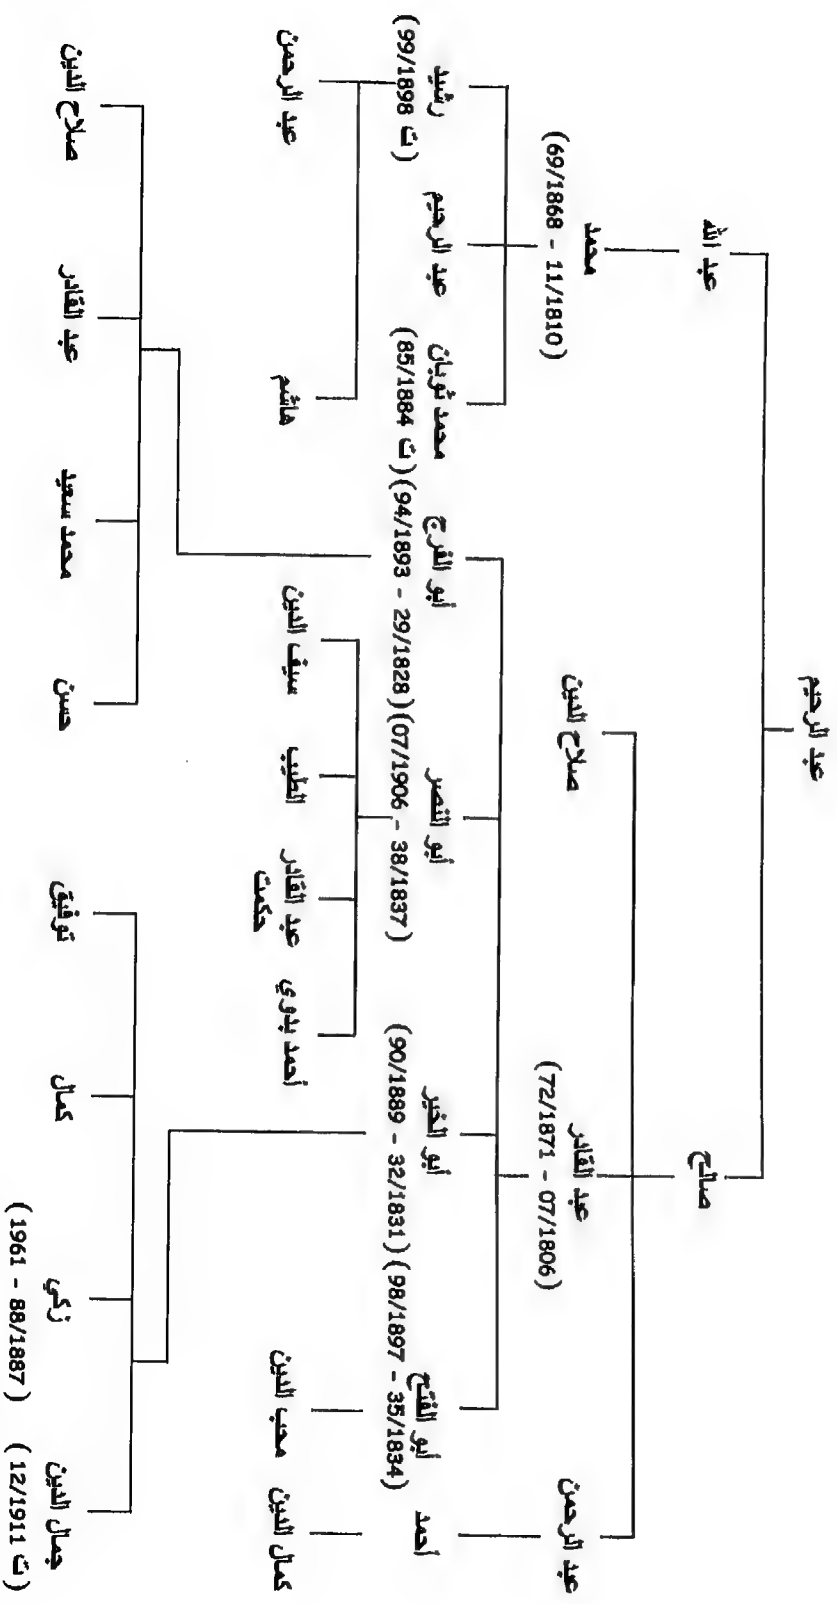 عبد الرحيم
صالح
عبد الله
عبد الرحمن
عبد القادر
(72/1871 - 07/1806)
صلاح الدين
محمد
(69/1868 - 11/1810)
أحمد
أبو الفتح
(98/1897 - 35/1834)
أبو الخير
(90/1889 - 32/1831)
أبو النصر
(07/1906 - 38/1837)
أبو الفرج
(94/1893 - 29/1828)
محمد ثوبان
(ت 85/1884)
عبد الرحيم
رشيد
(ت 99/1898)
كمال الدين
محب الدين
أحمد بدوي
عبد القادر
حكمت
الطيب
سيف الدين
هاشم
عبد الرحمن
جمال الدين
(ت 12/1911)
زكي
(1961 - 88/1887)
كمال
توفيق
حسن
محمد سعيد
عبد القادر
صلاح الدين